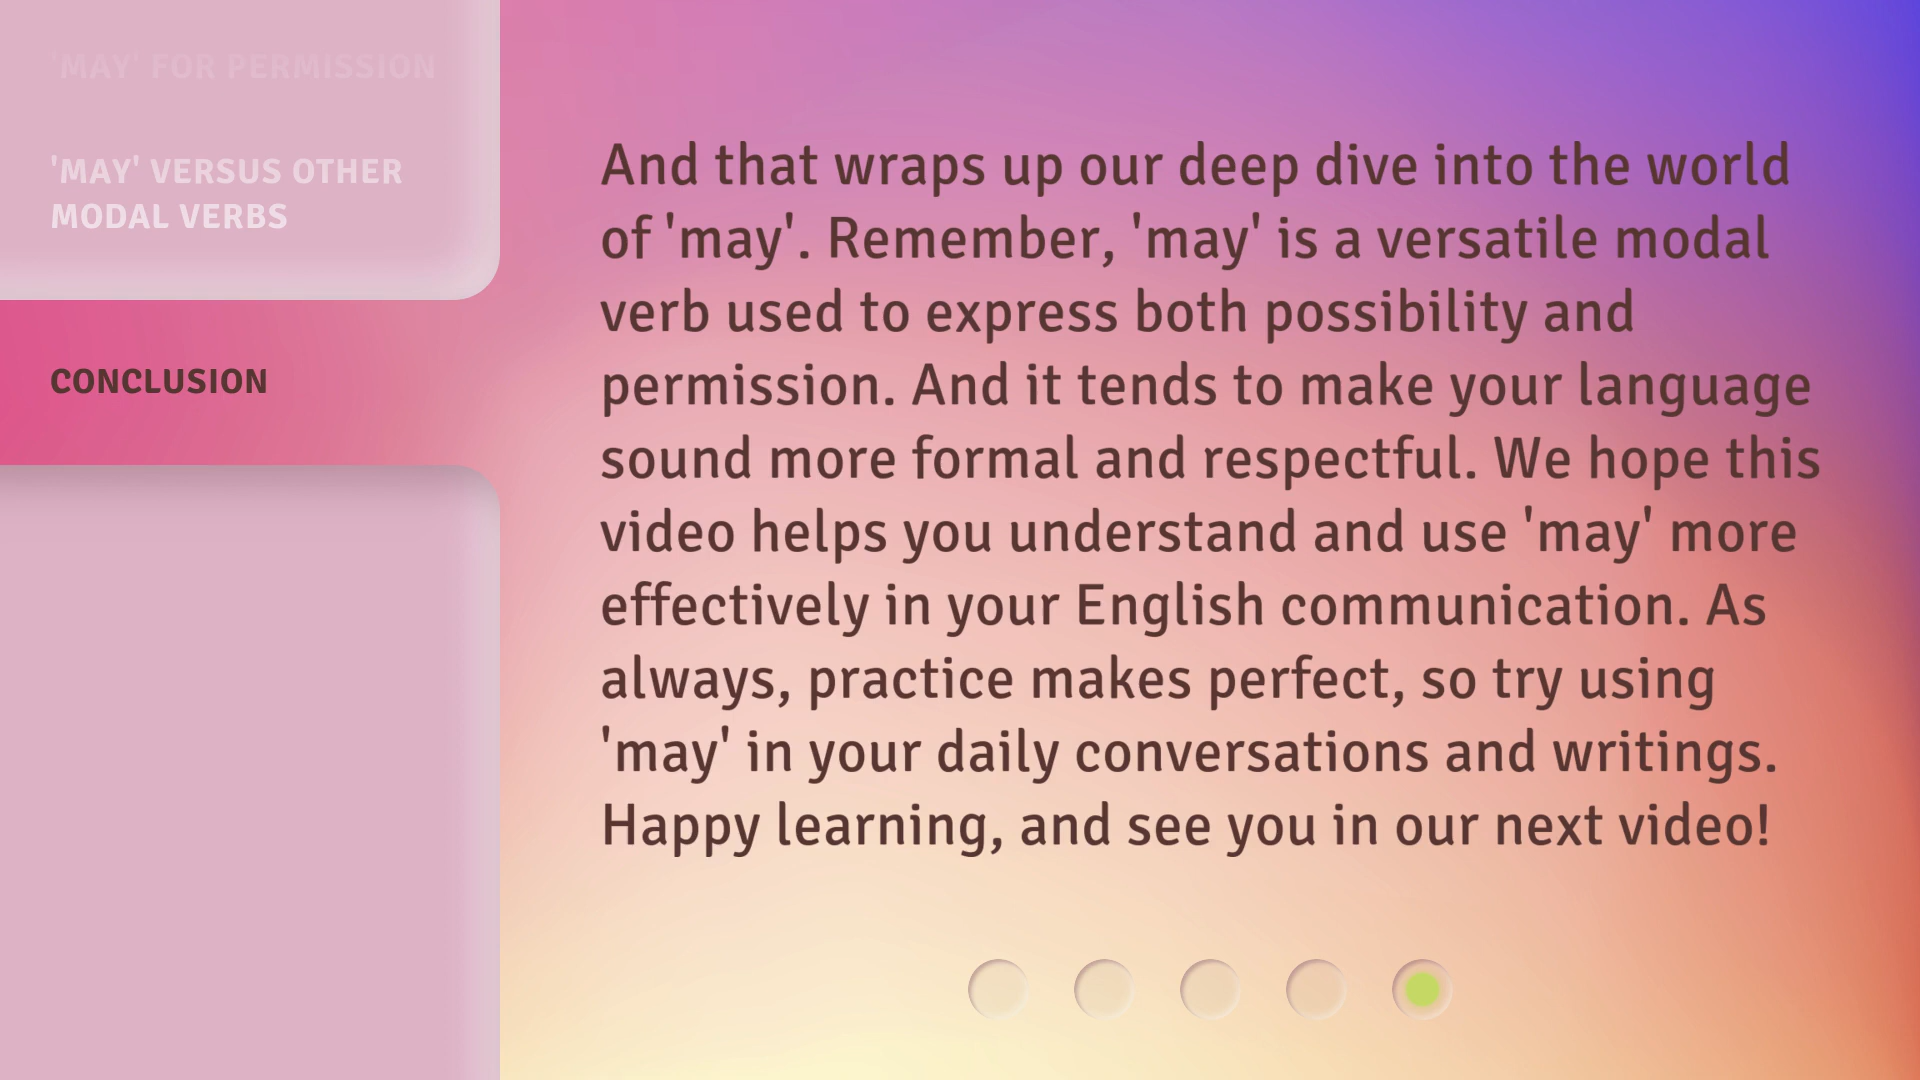 'MAY' FOR PERMISSION
'MAY' VERSUS OTHER
MODAL VERBS
CONCLUSION
And that wraps up our deep dive into the world
of 'may'. Remember, 'may' is a versatile modal
verb used to express both possibility and
permission. And it tends to make your language
sound more formal and respectful. We hope this
video helps you understand and use 'may' more
effectively in your English communication. As
always, practice makes perfect, so try using
'may' in your daily conversations and writings.
Happy learning, and see you in our next video!